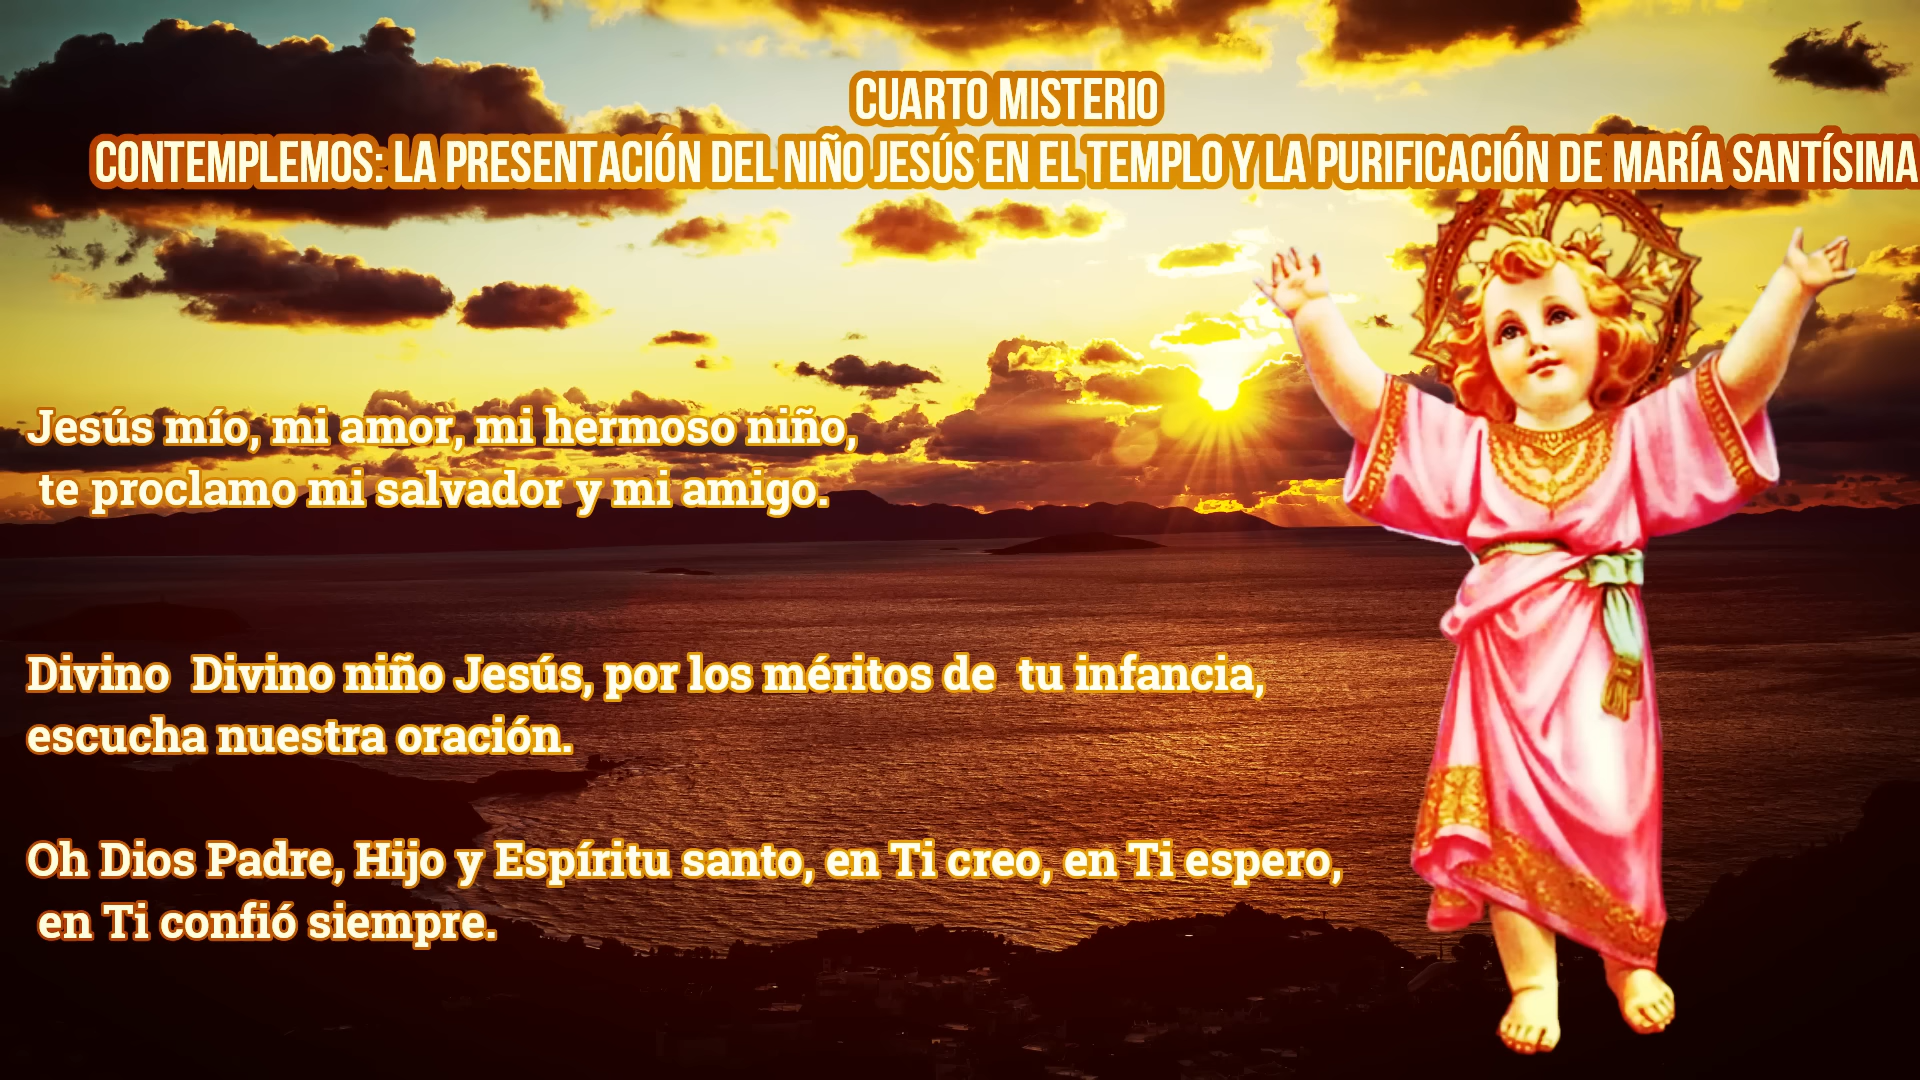 CUARTO MISTERIO
CONTEMPLEMOS: LA PRESENTACIÓN DEL NIÑO JESÚS EN EL TEMPLO Y LA PURIFICACIÓN DE MARÍA SANTÍSIMA
Jesús mío, mi amor, mi hermoso niño,
te proclamo mi salvador y mi amigo.
Divino Divino niño Jesús, por los méritos de tu infancia,
escucha nuestra oración.
Oh Dios Padre, Hijo y Espíritu santo, en Ti creo, en Ti espero,
en Ti confió siempre.